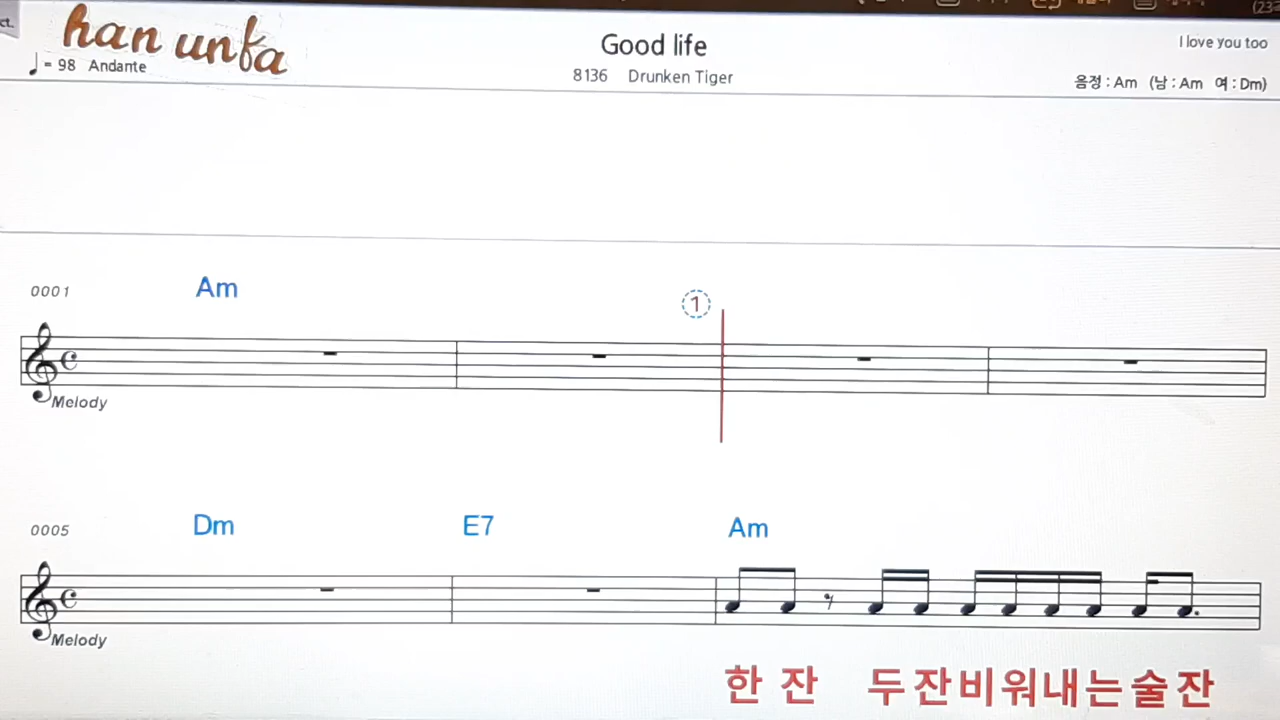 ct.
han unfa
♩ = 98 Andante
Good life
8136 Drunken Tiger
I love you too
음정 : Am (남 : Am 여 : Dm)
0001 Am
1
Melody
0005 Dm E7 Am
Melody
한 잔 두잔비워내는술잔